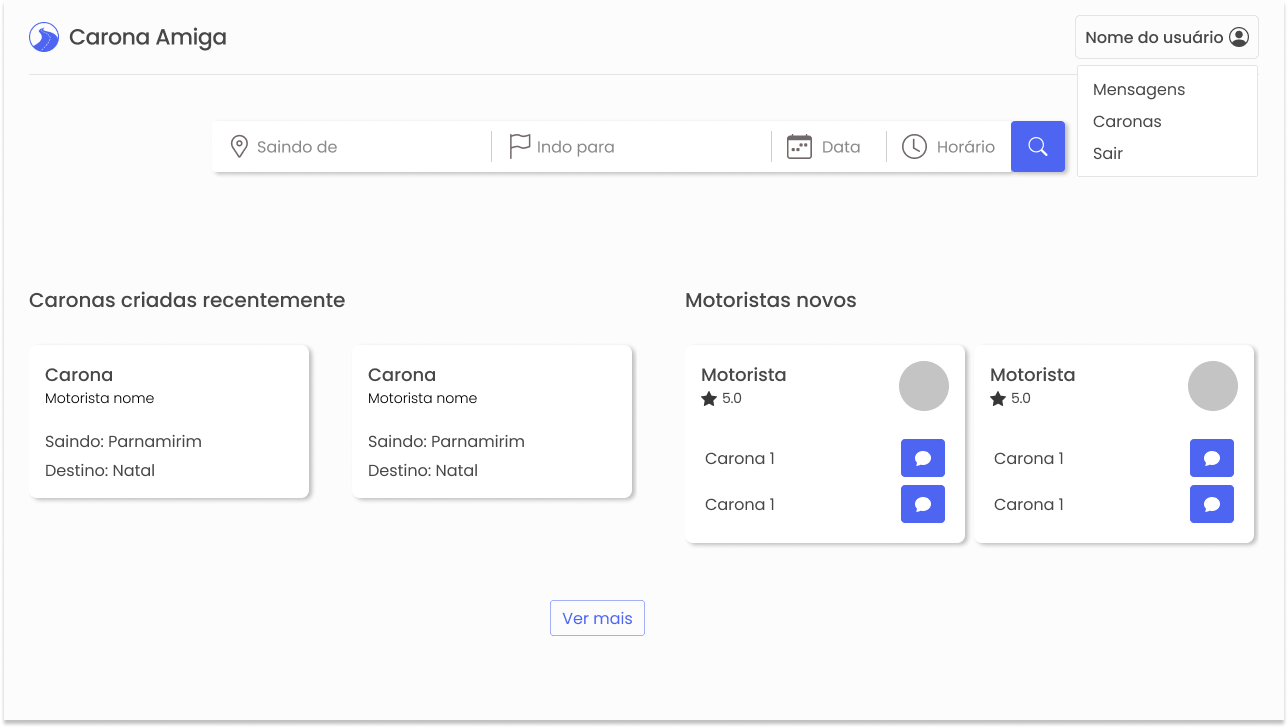 Carona Amiga
Nome do usuário
Mensagens
Caronas
Sair
Saindo de
Indo para
Data
Horário
Caronas criadas recentemente
Motoristas novos
Carona
Motorista nome
Saindo: Parnamirim
Destino: Natal
Carona
Motorista nome
Saindo: Parnamirim
Destino: Natal
Motorista
5.0
Carona 1
Carona 1
Motorista
5.0
Carona 1
Carona 1
Ver mais